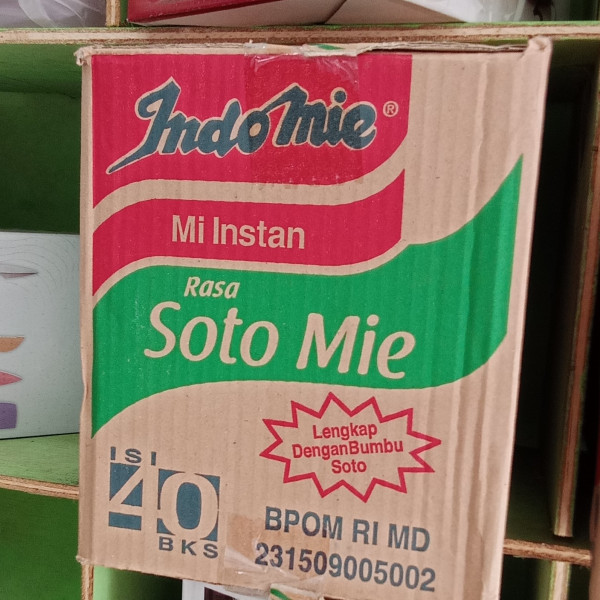 Indomie®
Mi Instan
Rasa
Soto Mie
Lengkap
DenganBumbu
Soto
ISI
40
BKS
BPOM RI MD
231509005002